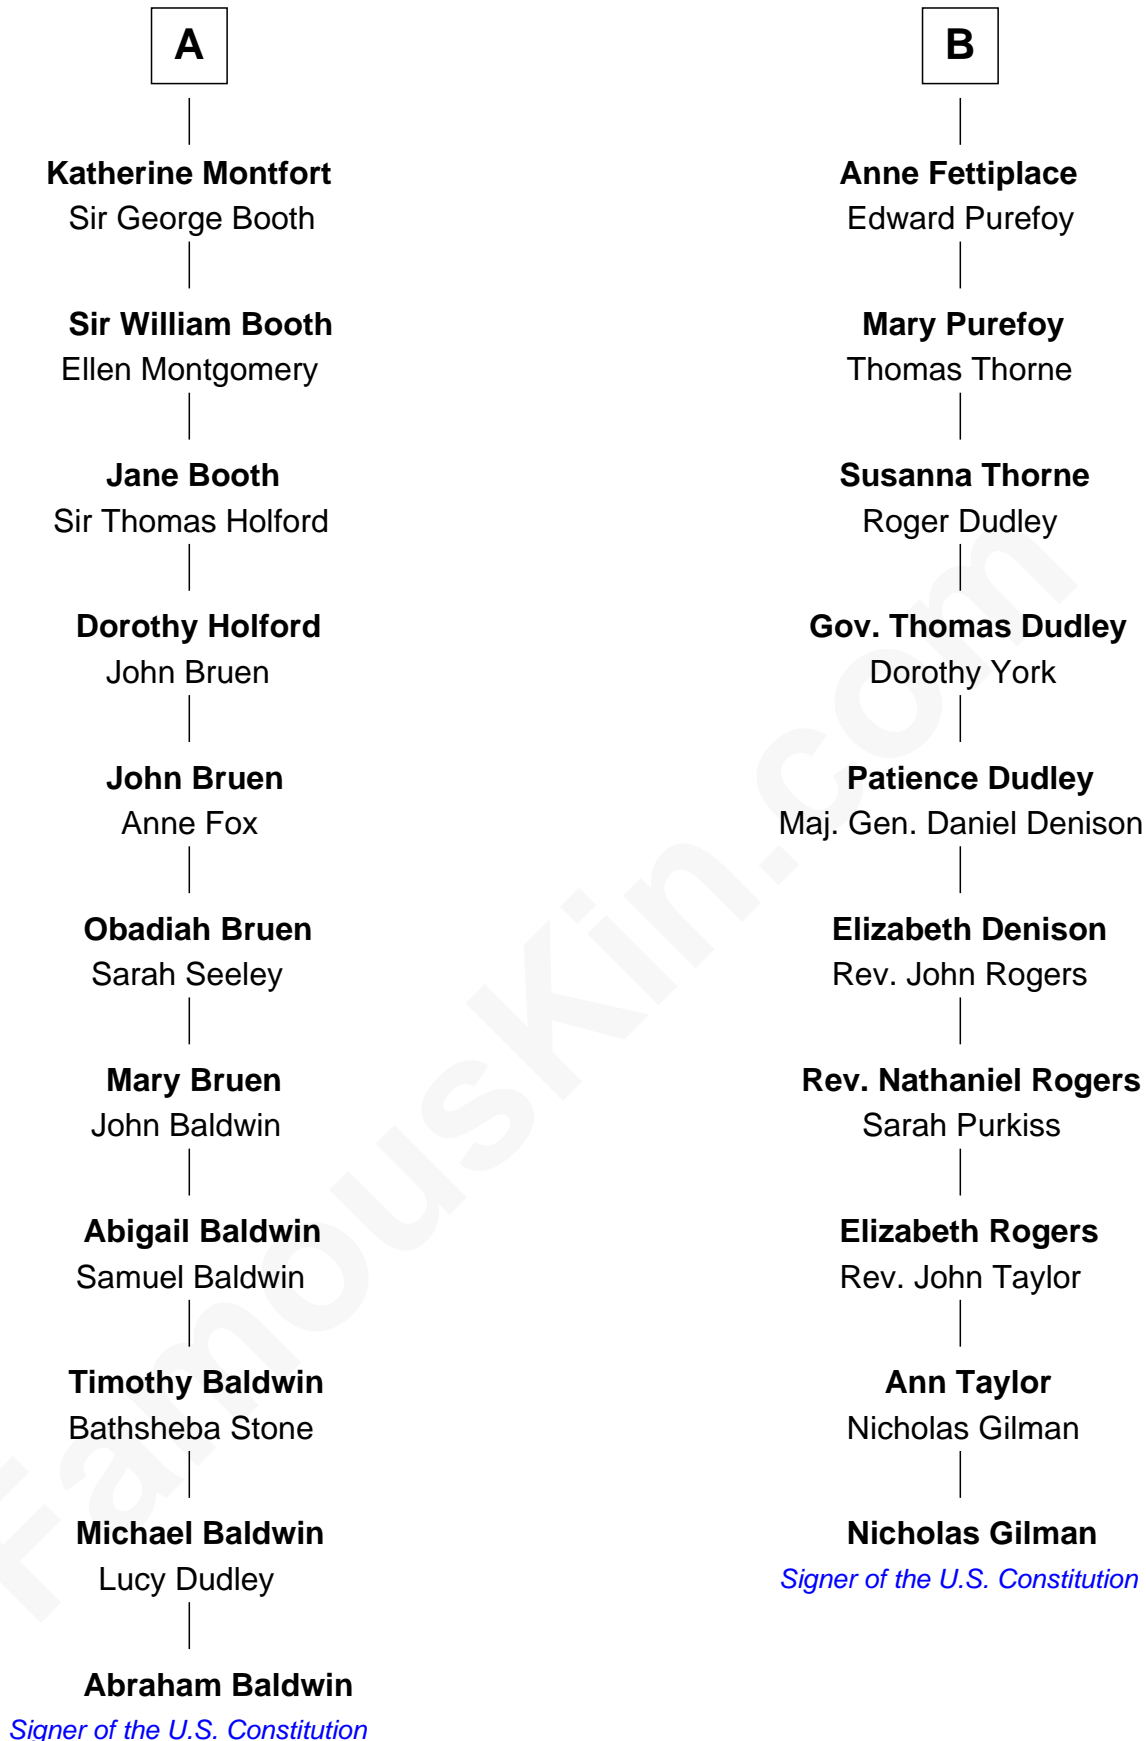 A
Katherine Montfort
Sir George Booth
Sir William Booth
Ellen Montgomery
Jane Booth
Sir Thomas Holford
Dorothy Holford
John Bruen
John Bruen
Anne Fox
Obadiah Bruen
Sarah Seeley
Mary Bruen
John Baldwin
Abigail Baldwin
Samuel Baldwin
Timothy Baldwin
Bathsheba Stone
Michael Baldwin
Lucy Dudley
Abraham Baldwin
Signer of the U.S. Constitution
B
Anne Fettiplace
Edward Purefoy
Mary Purefoy
Thomas Thorne
Susanna Thorne
Roger Dudley
Gov. Thomas Dudley
Dorothy York
Patience Dudley
Maj. Gen. Daniel Denison
Elizabeth Denison
Rev. John Rogers
Rev. Nathaniel Rogers
Sarah Purkiss
Elizabeth Rogers
Rev. John Taylor
Ann Taylor
Nicholas Gilman
Nicholas Gilman
Signer of the U.S. Constitution
FamousKin.com